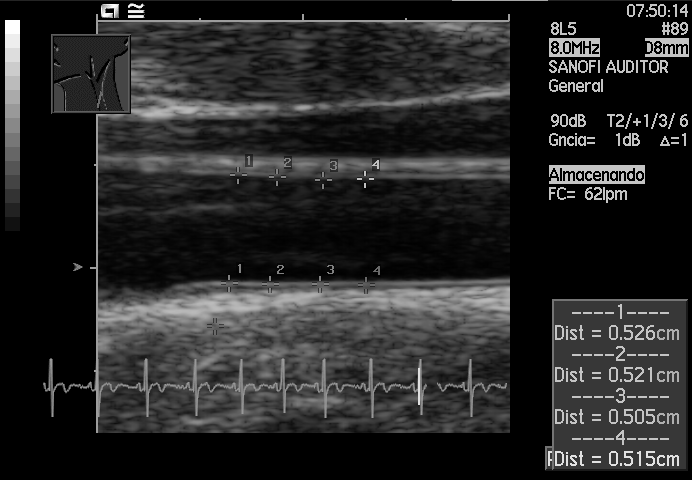 07:50:14
8L5 #89
8.0MHz D8mm
SANOFI AUDITOR
General
90dB T2/+1/3/ 6
Gncia= 1dB Δ=1
Almacenando
FC= 62lpm
1 2 3 4
1 2 3 4
----1----
Dist = 0.526cm
----2----
Dist = 0.521cm
----3----
Dist = 0.505cm
----4----
Dist = 0.515cm